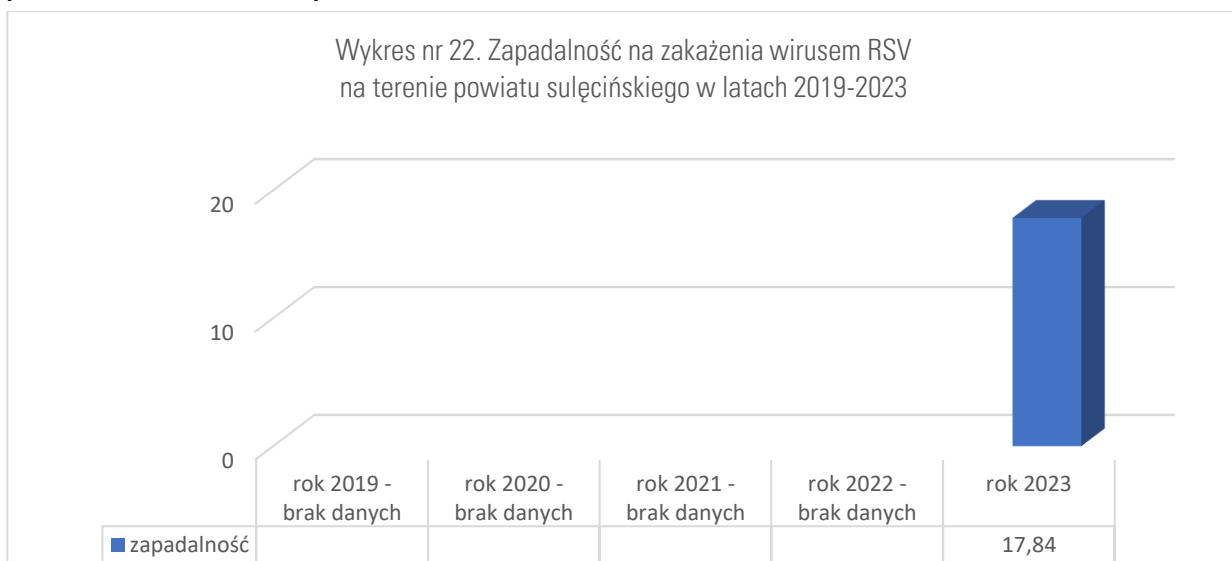 Wykres nr 22. Zapadalność na zakażenia wirusem RSV
na terenie powiatu sulęcińskiego w latach 2019-2023
20
10
0
rok 2019 -
brak danych
rok 2020 -
brak danych
rok 2021 -
brak danych
rok 2022 -
brak danych
rok 2023
zapadalność
17,84